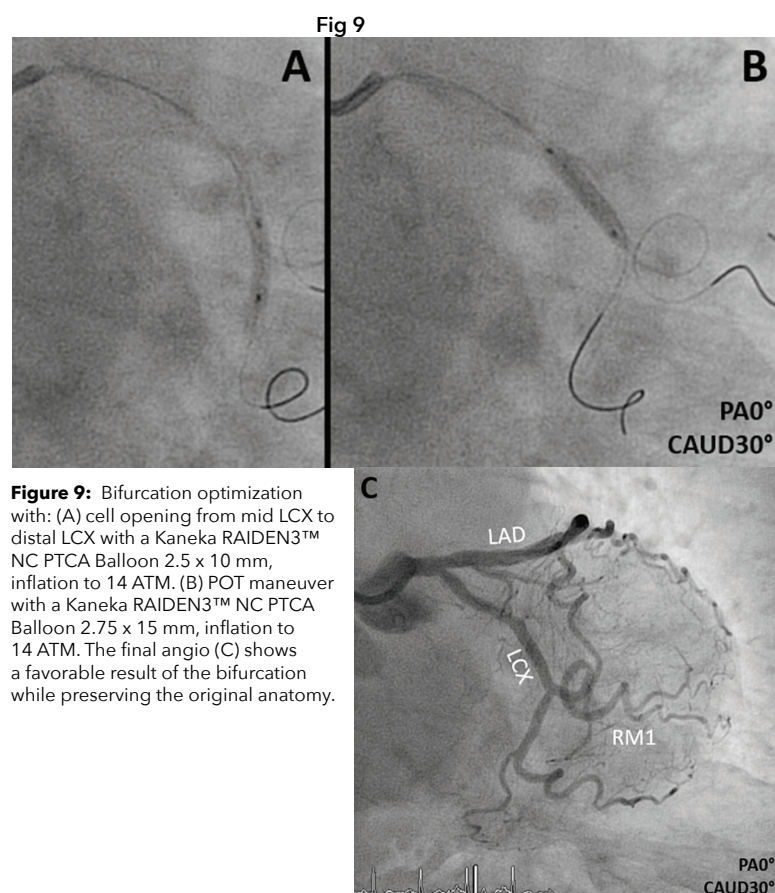 Fig 9
A
B
PA0°
CAUD30°
Figure 9: Bifurcation optimization
with: (A) cell opening from mid LCX to
distal LCX with a Kaneka RAIDEN3™
NC PTCA Balloon 2.5 x 10 mm,
inflation to 14 ATM. (B) POT maneuver
with a Kaneka RAIDEN3™ NC PTCA
Balloon 2.75 x 15 mm, inflation to
14 ATM. The final angio (C) shows
a favorable result of the bifurcation
while preserving the original anatomy.
C
LAD
LCX
RM1
PA0°
CAUD30°